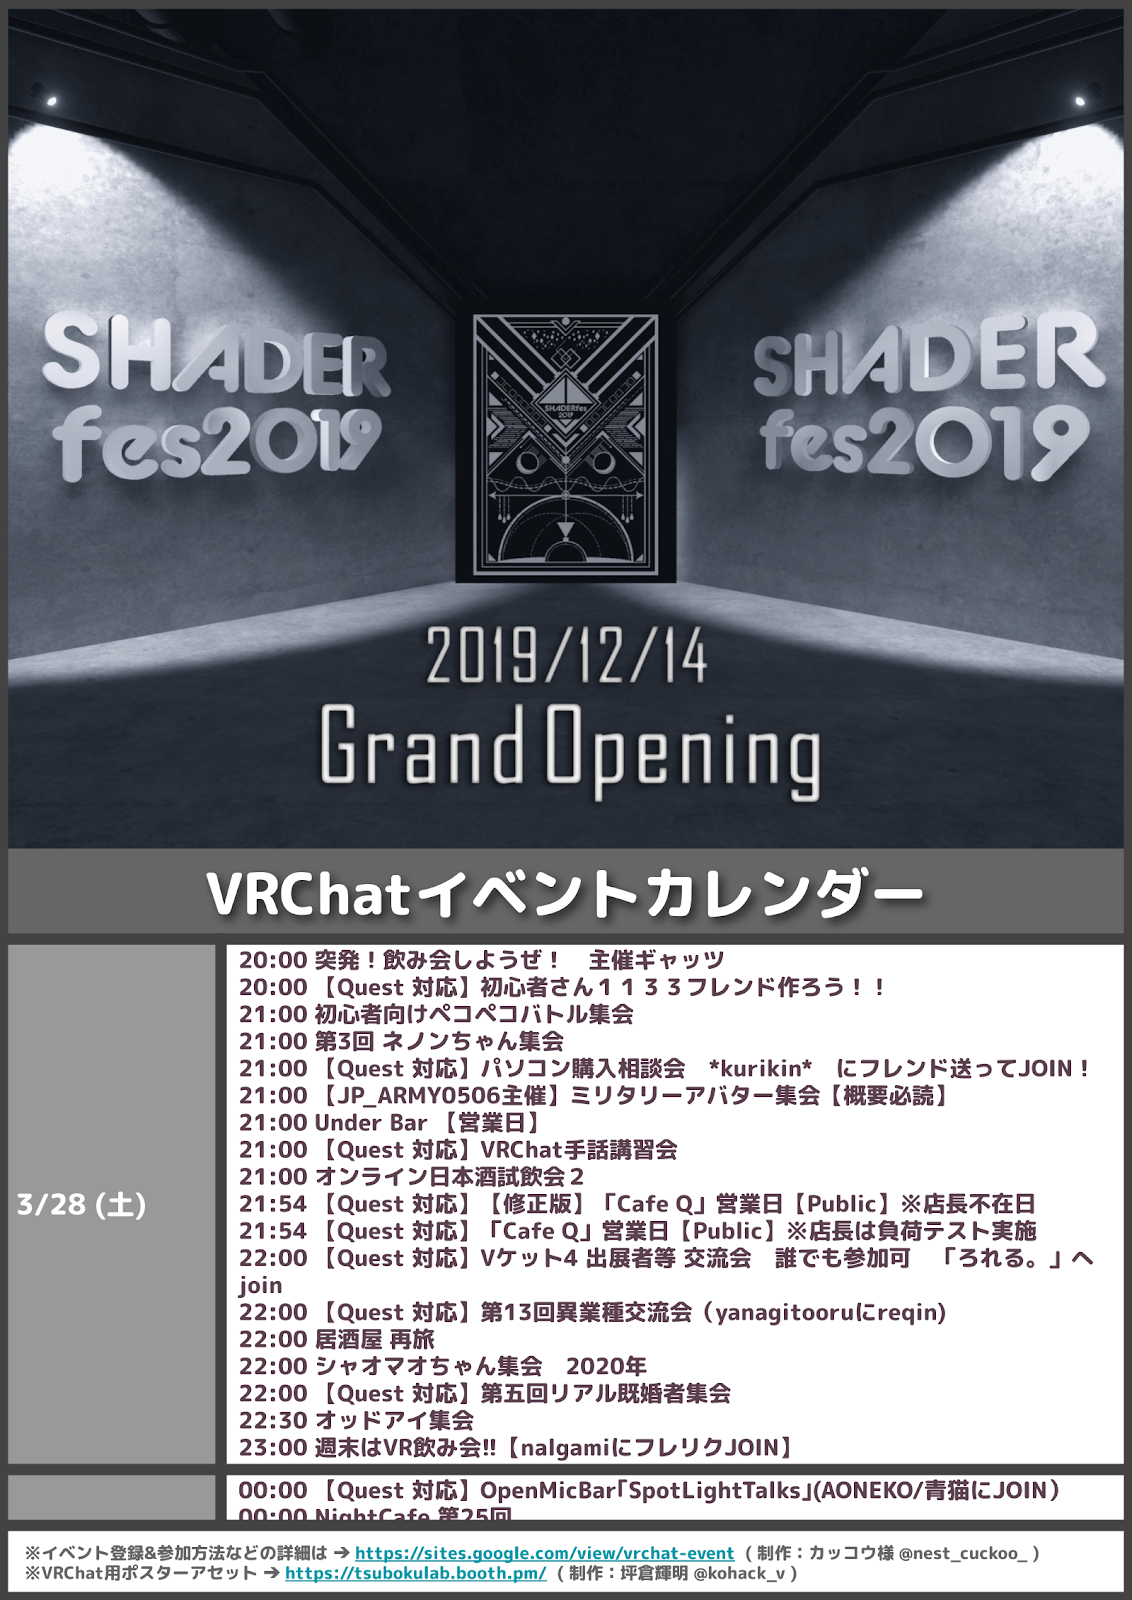 SHADER
fes2019
SHADER
fes2019
SHADERfes
2019
2019/12/14
Grand Opening
VRChatイベントカレンダー
3/28 (土)
20:00 突発！飲み会しようぜ！　主催ギャッツ
20:00 【Quest 対応】初心者さん１１３３フレンド作ろう！！
21:00 初心者向けペコペコバトル集会
21:00 第3回 ネノンちゃん集会
21:00 【Quest 対応】パソコン購入相談会　*kurikin*　にフレンド送ってJOIN！
21:00 【JP_ARMY0506主催】ミリタリーアバター集会【概要必読】
21:00 Under Bar 【営業日】
21:00 【Quest 対応】VRChat手話講習会
21:00 オンライン日本酒試飲会２
21:54 【Quest 対応】【修正版】「Cafe Q」営業日【Public】※店長不在日
21:54 【Quest 対応】「Cafe Q」営業日【Public】※店長は負荷テスト実施
22:00 【Quest 対応】Vケット4 出展者等 交流会　誰でも参加可　「ろれる。」へ
join
22:00 【Quest 対応】第13回異業種交流会（yanagitooruにreqin)
22:00 居酒屋 再旅
22:00 シャオマオちゃん集会　2020年
22:00 【Quest 対応】第五回リアル既婚者集会
22:30 オッドアイ集会
23:00 週末はVR飲み会!!【nalgamiにフレリクJOIN】
00:00 【Quest 対応】OpenMicBar｢SpotLightTalks｣(AONEKO/青猫にJOIN）
00:00 NightCafe 第25回
※イベント登録&参加方法などの詳細は ➔ https://sites.google.com/view/vrchat-event （ 制作：カッコウ様 @nest_cuckoo_ ）
※VRChat用ポスターアセット ➔ https://tsubokulab.booth.pm/ （ 制作：坪倉輝明 @kohack_v ）